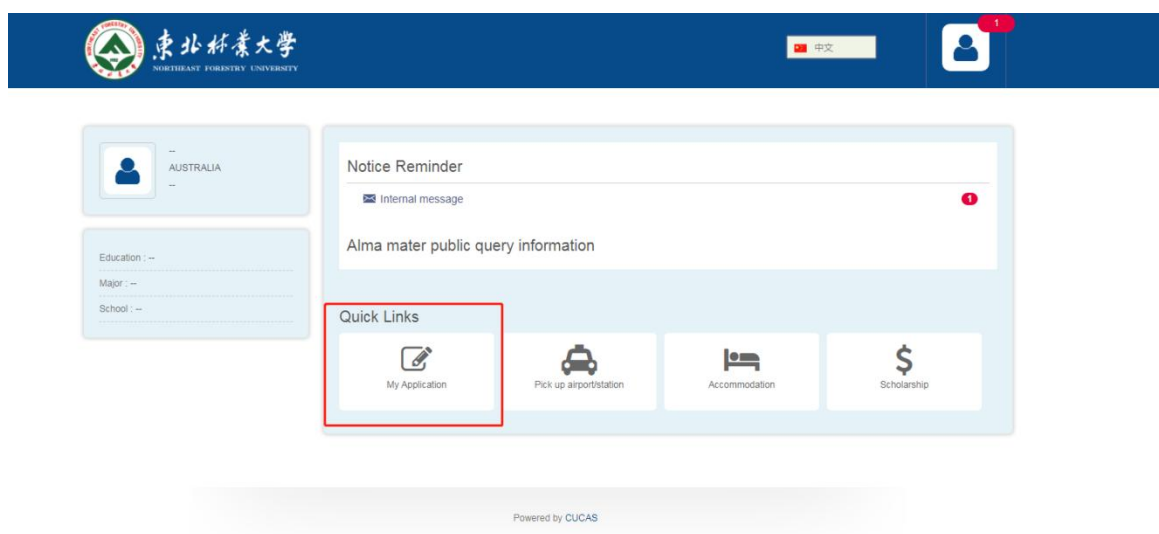 東北林業大学
NORTHEAST FORESTRY UNIVERSITY
中文
1
--
AUSTRALIA
--
Education : --
Major : --
School : --
Notice Reminder
Internal message
1
Alma mater public query information
Quick Links
My Application
Pick up airport/station
Accommodation
Scholarship
Powered by CUCAS